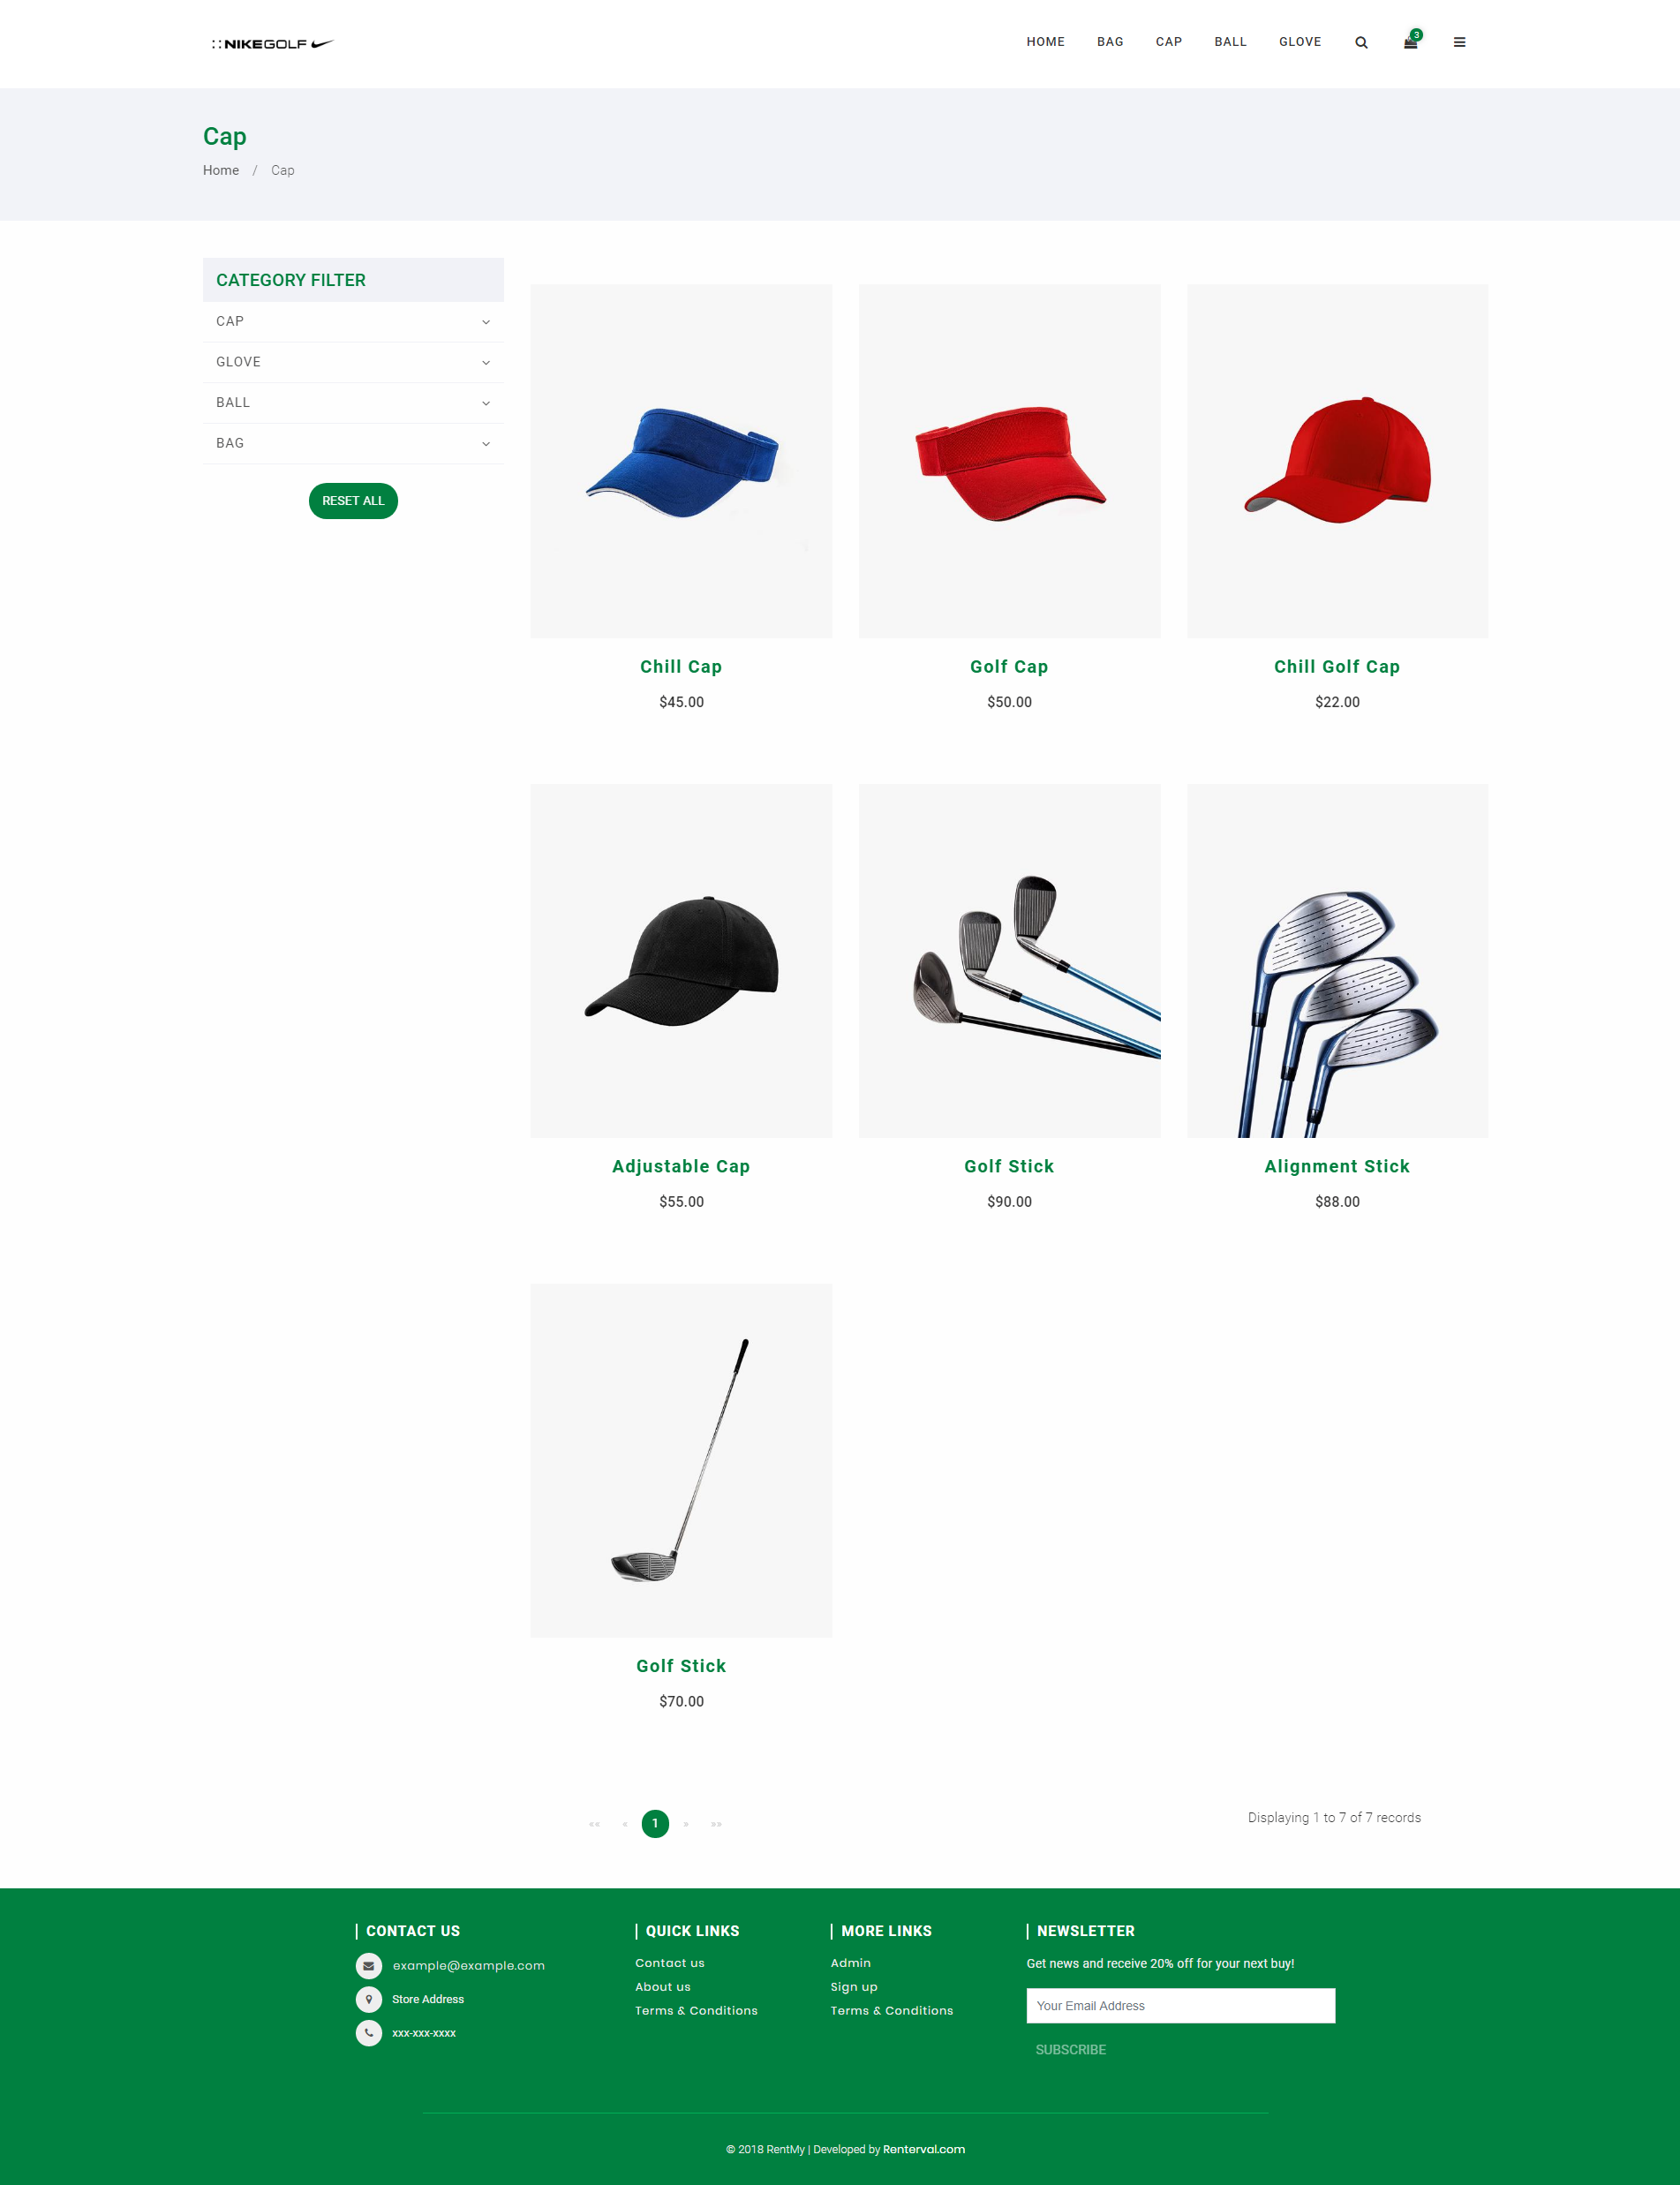 NIKEGOLF
HOME BAG CAP BALL GLOVE 3
Cap
Home / Cap
CATEGORY FILTER
CAP
GLOVE
BALL
BAG
RESET ALL
Chill Cap
$45.00
Golf Cap
$50.00
Chill Golf Cap
$22.00
Adjustable Cap
$55.00
Golf Stick
$90.00
Alignment Stick
$88.00
Golf Stick
$70.00
«« « 1 » »»
Displaying 1 to 7 of 7 records
CONTACT US
example@example.com
Store Address
xxx-xxx-xxxx
QUICK LINKS
Contact us
About us
Terms & Conditions
MORE LINKS
Admin
Sign up
Terms & Conditions
NEWSLETTER
Get news and receive 20% off for your next buy!
Your Email Address
SUBSCRIBE
© 2018 RentMy | Developed by Renterval.com